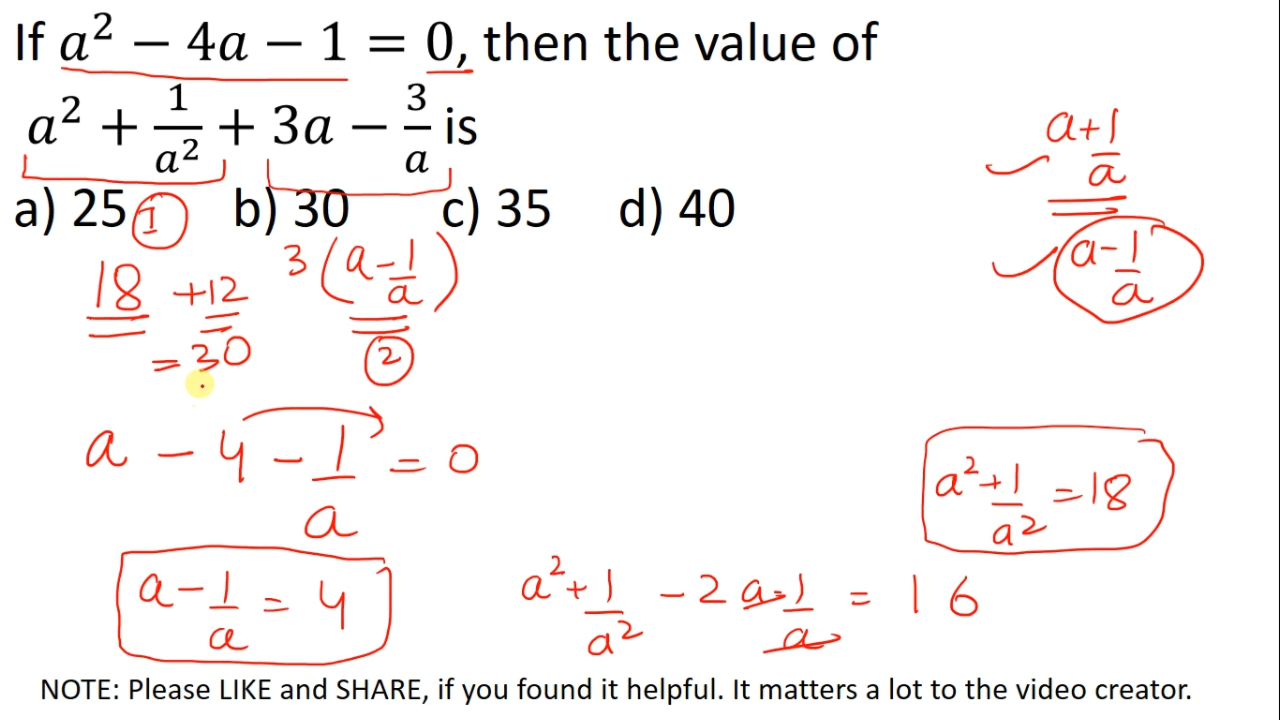 If a² − 4a − 1 = 0, then the value of
a² + 1/a² + 3a − 3/a is
a) 25 b) 30 c) 35 d) 40
1
a+1/a
a-1/a
3(a-1/a)
18 +12
= 30
2
a - 4 - 1/a = 0
a²+1/a² =18
a - 1/a = 4
a²+1/a² - 2 a·1/a = 16
NOTE: Please LIKE and SHARE, if you found it helpful. It matters a lot to the video creator.